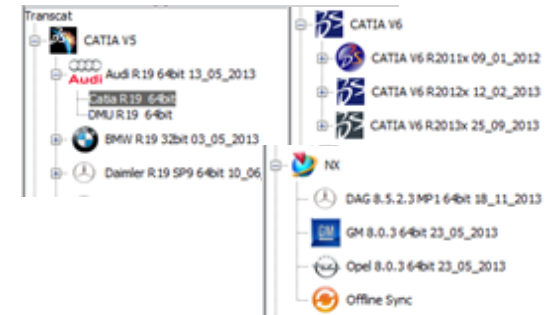 Transcat
CATIA V5
Audi Audi R19 64bit 13_05_2013
Catia R19 64bit
DMU R19 64bit
BMW R19 32bit 03_05_2013
Daimler R19 SP9 64bit 10_06
CATIA V6
CATIA V6 R2011x 09_01_2012
CATIA V6 R2012x 12_02_2013
CATIA V6 R2013x 25_09_2013
NX
DAG 8.5.2.3 MP1 64bit 18_11_2013
GM GM 8.0.3 64bit 23_05_2013
Opel 8.0.3 64bit 23_05_2013
Offline Sync